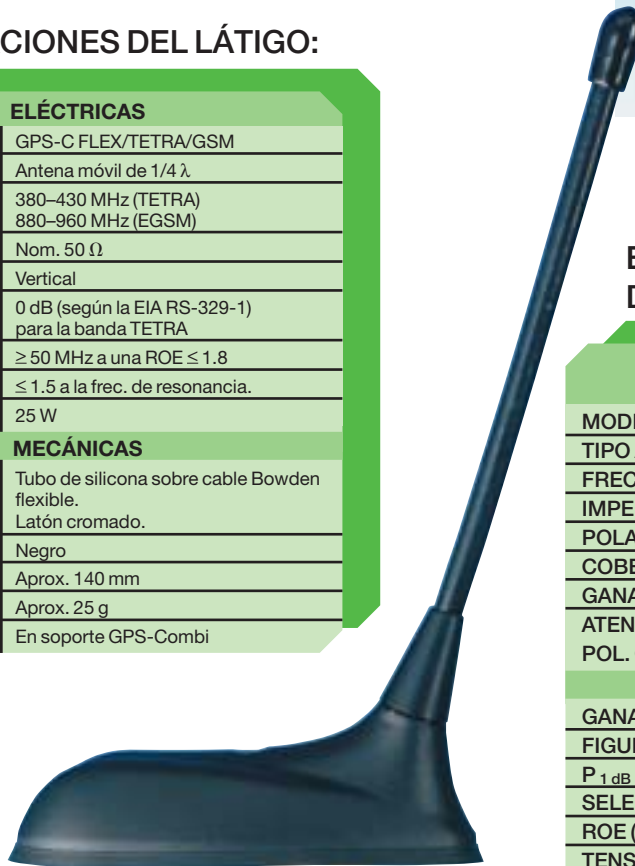 CIONES DEL LÁTIGO:
ELÉCTRICAS
GPS-C FLEX/TETRA/GSM
Antena móvil de 1/4 λ
380–430 MHz (TETRA)
880–960 MHz (EGSM)
Nom. 50 Ω
Vertical
0 dB (según la EIA RS-329-1)
para la banda TETRA
≥ 50 MHz a una ROE ≤ 1.8
≤ 1.5 a la frec. de resonancia.
25 W
MECÁNICAS
Tubo de silicona sobre cable Bowden
flexible.
Latón cromado.
Negro
Aprox. 140 mm
Aprox. 25 g
En soporte GPS-Combi
E
D
MOD
TIPO
FREC
IMPE
POLA
COBE
GANA
ATEN
POL.
GANA
FIGU
P 1 dB
SELE
ROE (
TENS